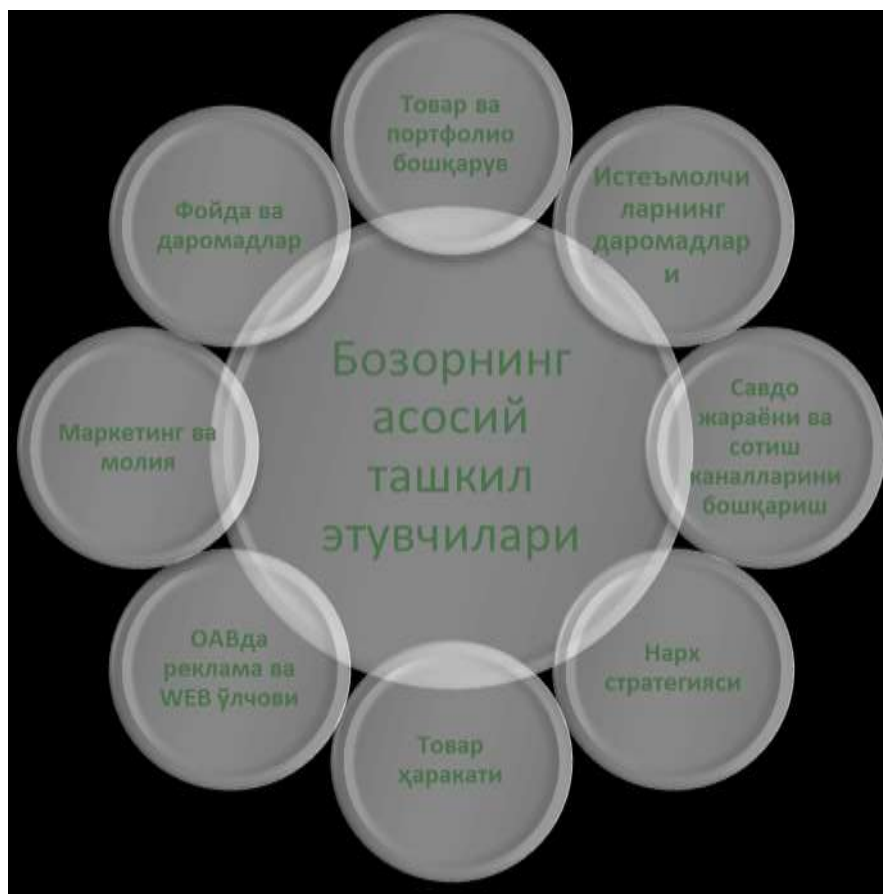 Товар ва
портфолио
бошқарув
Истеъмолчи
ларнинг
даромадлар
и
Савдо
жараёни ва
сотиш
каналларини
бошқариш
Нарх
стратегияси
Товар
ҳаракати
ОАВда
реклама ва
WEB ўлчови
Маркетинг ва
молия
Фойда ва
даромадлар
Бозорнинг
асосий
ташкил
этувчилари